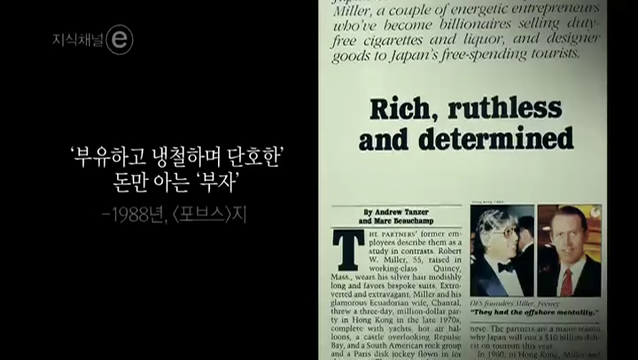 지식채널 e
'부유하고 냉철하며 단호한'
돈만 아는 '부자'
-1988년, 〈포브스〉지
Miller, a couple of energetic entrepreneurs
who've become billionaires selling duty-
free cigarettes and liquor, and designer
goods to Japan's free-spending tourists.
Rich, ruthless
and determined
By Andrew Tanzer
and Marc Beauchamp
THE PARTNERS' former em-
ployees describe them as a
study in contrasts. Robert
W. Miller, 55, raised in
working-class Quincy,
Mass., wears his silver hair modishly
long and favors bespoke suits. Extro-
verted and extravagant, Miller and his
glamorous Ecuadorian wife, Chantal,
threw a three-day, million-dollar party
in Hong Kong in the late 1970s,
complete with yachts, hot air bal-
loons, a castle overlooking Repulse
Bay, and a South American rock group
and a Paris disk jockey flown in for
DFS founders Miller, Feeney
"They had the offshore mentality."
nese. The partners are a major reason
why Japan will run a $10 billion defi-
cit on tourism this year.
In 1960, Hong Kong, Miller and